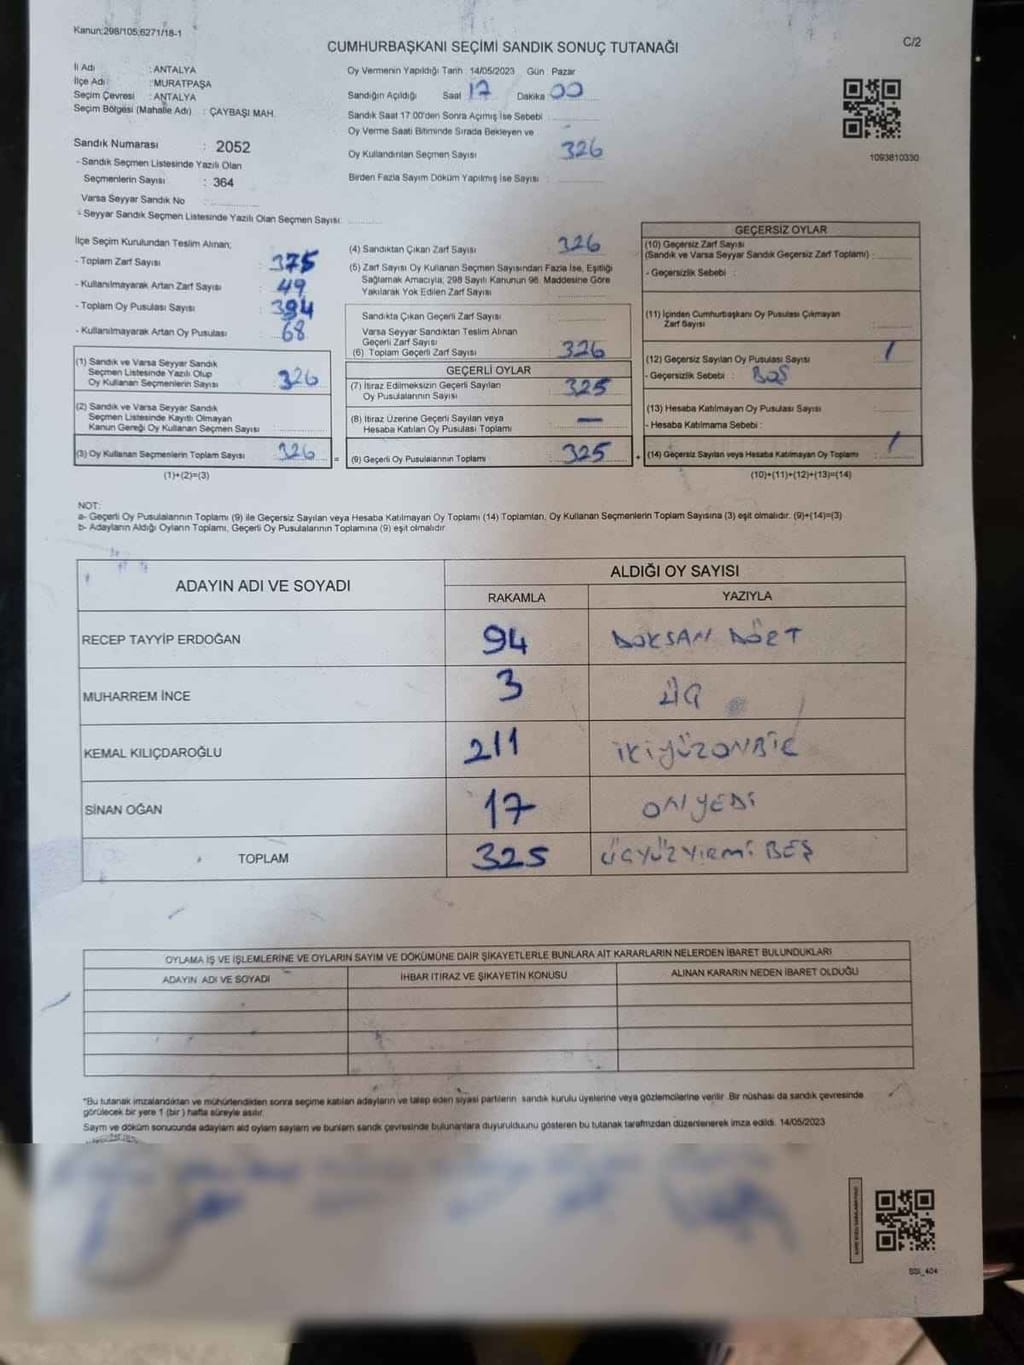 Kanun:298/105,6271/18-1
C/2
CUMHURBAŞKANI SEÇİMİ SANDIK SONUÇ TUTANAĞI
İl Adı : ANTALYA
İlçe Adı : MURATPAŞA
Seçim Çevresi : ANTALYA
Seçim Bölgesi (Mahalle Adı) : ÇAYBAŞI MAH.
Sandık Numarası : 2052
- Sandık Seçmen Listesinde Yazılı Olan
Seçmenlerin Sayısı : 364
Varsa Seyyar Sandık No
- Seyyar Sandık Seçmen Listesinde Yazılı Olan Seçmen Sayısı:
Oy Vermenin Yapıldığı Tarih 14/05/2023 Gün Pazar
Sandığın Açıldığı Saat 17 Dakika 00
Sandık Saat 17.00'den Sonra Açılmış İse Sebebi :
Oy Verme Saati Bitiminde Sırada Bekleyen ve
Oy Kullandırılan Seçmen Sayısı 326
Birden Fazla Sayım Döküm Yapılmış İse Sayısı :
1093810330
İlçe Seçim Kurulundan Teslim Alınan;
- Toplam Zarf Sayısı : 375
- Kullanılmayarak Artan Zarf Sayısı : 49
- Toplam Oy Pusulası Sayısı : 394
- Kullanılmayarak Artan Oy Pusulası : 68
(1) Sandık ve Varsa Seyyar Sandık
Seçmen Listesinde Yazılı Olup
Oy Kullanan Seçmenlerin Sayısı 326
(2) Sandık ve Varsa Seyyar Sandık
Seçmen Listesinde Kayıtlı Olmayan
Kanun Gereği Oy Kullanan Seçmen Sayısı
(3) Oy Kullanan Seçmenlerin Toplam Sayısı 326
(1)+(2)=(3)
=
(4) Sandıktan Çıkan Zarf Sayısı 326
(5) Zarf Sayısı Oy Kullanan Seçmen Sayısından Fazla İse, Eşitliği
Sağlamak Amacıyla; 298 Sayılı Kanunun 98. Maddesine Göre
Yakılarak Yok Edilen Zarf Sayısı
Sandıkta Çıkan Geçerli Zarf Sayısı
Varsa Seyyar Sandıktan Teslim Alınan
Geçerli Zarf Sayısı
(6) Toplam Geçerli Zarf Sayısı 326
GEÇERLİ OYLAR
(7) İtiraz Edilmeksizin Geçerli Sayılan
Oy Pusulalarının Sayısı 325
(8) İtiraz Üzerine Geçerli Sayılan veya
Hesaba Katılan Oy Pusulası Toplamı —
(9) Geçerli Oy Pusulalarının Toplamı 325
+
GEÇERSİZ OYLAR
(10) Geçersiz Zarf Sayısı
(Sandık ve Varsa Seyyar Sandık Geçersiz Zarf Toplamı) :
- Geçersizlik Sebebi :
(11) İçinden Cumhurbaşkanı Oy Pusulası Çıkmayan
Zarf Sayısı
(12) Geçersiz Sayılan Oy Pusulası Sayısı 1
- Geçersizlik Sebebi : BOŞ
(13) Hesaba Katılmayan Oy Pusulası Sayısı
- Hesaba Katılmama Sebebi :
(14) Geçersiz Sayılan veya Hesaba Katılmayan Oy Toplamı : 1
(10)+(11)+(12)+(13)=(14)
NOT:
a- Geçerli Oy Pusulalarının Toplamı (9) ile Geçersiz Sayılan veya Hesaba Katılmayan Oy Toplamı (14) Toplamları, Oy Kullanan Seçmenlerin Toplam Sayısına (3) eşit olmalıdır. (9)+(14)=(3)
b- Adayların Aldığı Oyların Toplamı, Geçerli Oy Pusulalarının Toplamına (9) eşit olmalıdır.
ADAYIN ADI VE SOYADI
ALDIĞI OY SAYISI
RAKAMLA
YAZIYLA
RECEP TAYYİP ERDOĞAN 94 DOKSAN DÖRT
MUHARREM İNCE 3 ÜÇ
KEMAL KILIÇDAROĞLU 211 İKİYÜZONBİR
SİNAN OĞAN 17 ONYEDİ
TOPLAM 325 ÜÇYÜZYİRMİ BEŞ
OYLAMA İŞ VE İŞLEMLERİNE VE OYLARIN SAYIM VE DÖKÜMÜNE DAİR ŞİKAYETLERLE BUNLARA AİT KARARLARIN NELERDEN İBARET BULUNDUKLARI
ADAYIN ADI VE SOYADI
İHBAR İTİRAZ VE ŞİKAYETİN KONUSU
ALINAN KARARIN NEDEN İBARET OLDUĞU
"Bu tutanak imzalandıktan ve mühürlendikten sonra seçime katılan adayların ve talep eden siyasi partilerin sandık kurulu üyelerine veya gözlemcilerine verilir. Bir nüshası da sandık çevresinde
görülecek bir yere 1 (bir) hafta süreyle asılır.
Sayım ve döküm sonucunda adayların aldı oyların sayıların ve bunların sandık çevresinde bulunanlara duyurulduunu gösteren bu tutanak tarafımızdan düzenlenerek imza edildi. 14/05/2023
SSİ_404